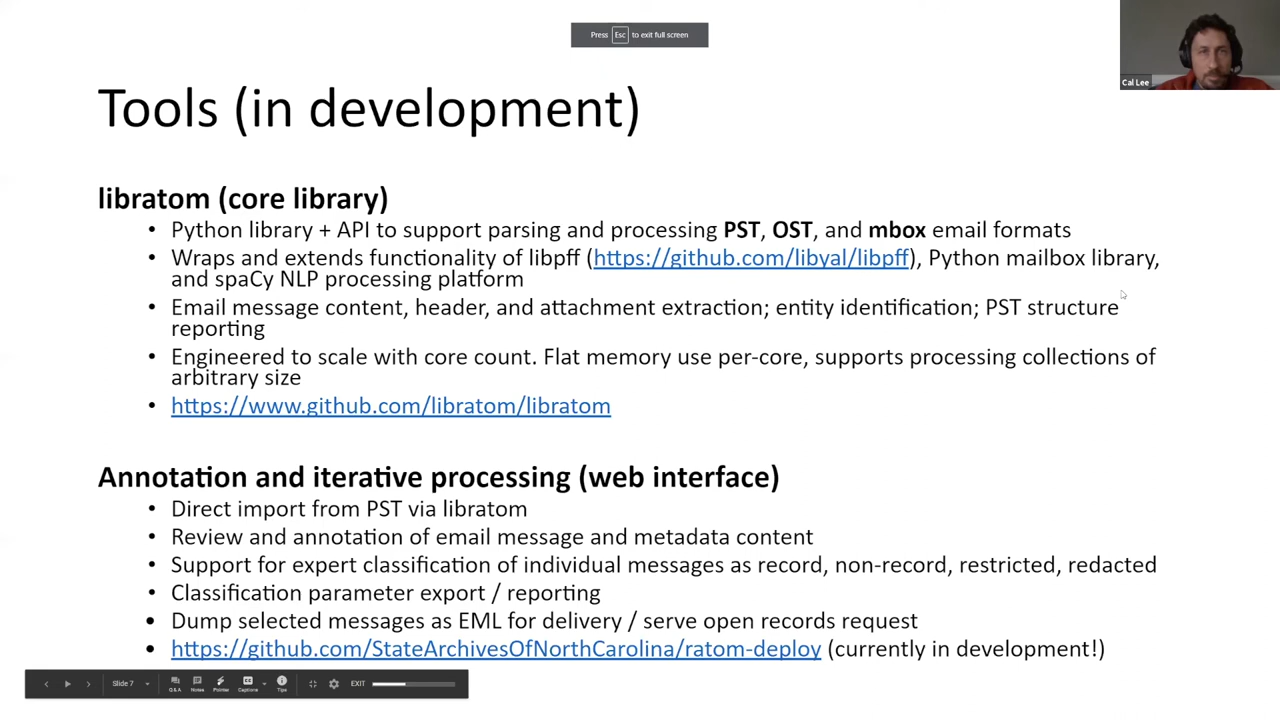 Press Esc to exit full screen
Cal Lee
Tools (in development)
libratom (core library)
• Python library + API to support parsing and processing PST, OST, and mbox email formats
• Wraps and extends functionality of libpff (https://github.com/libyal/libpff), Python mailbox library,
and spaCy NLP processing platform
• Email message content, header, and attachment extraction; entity identification; PST structure
reporting
• Engineered to scale with core count. Flat memory use per-core, supports processing collections of
arbitrary size
• https://www.github.com/libratom/libratom
Annotation and iterative processing (web interface)
• Direct import from PST via libratom
• Review and annotation of email message and metadata content
• Support for expert classification of individual messages as record, non-record, restricted, redacted
• Classification parameter export / reporting
• Dump selected messages as EML for delivery / serve open records request
• https://github.com/StateArchivesOfNorthCarolina/ratom-deploy (currently in development!)
Slide 7
Q&A Notes Pointer Captions Tips
EXIT